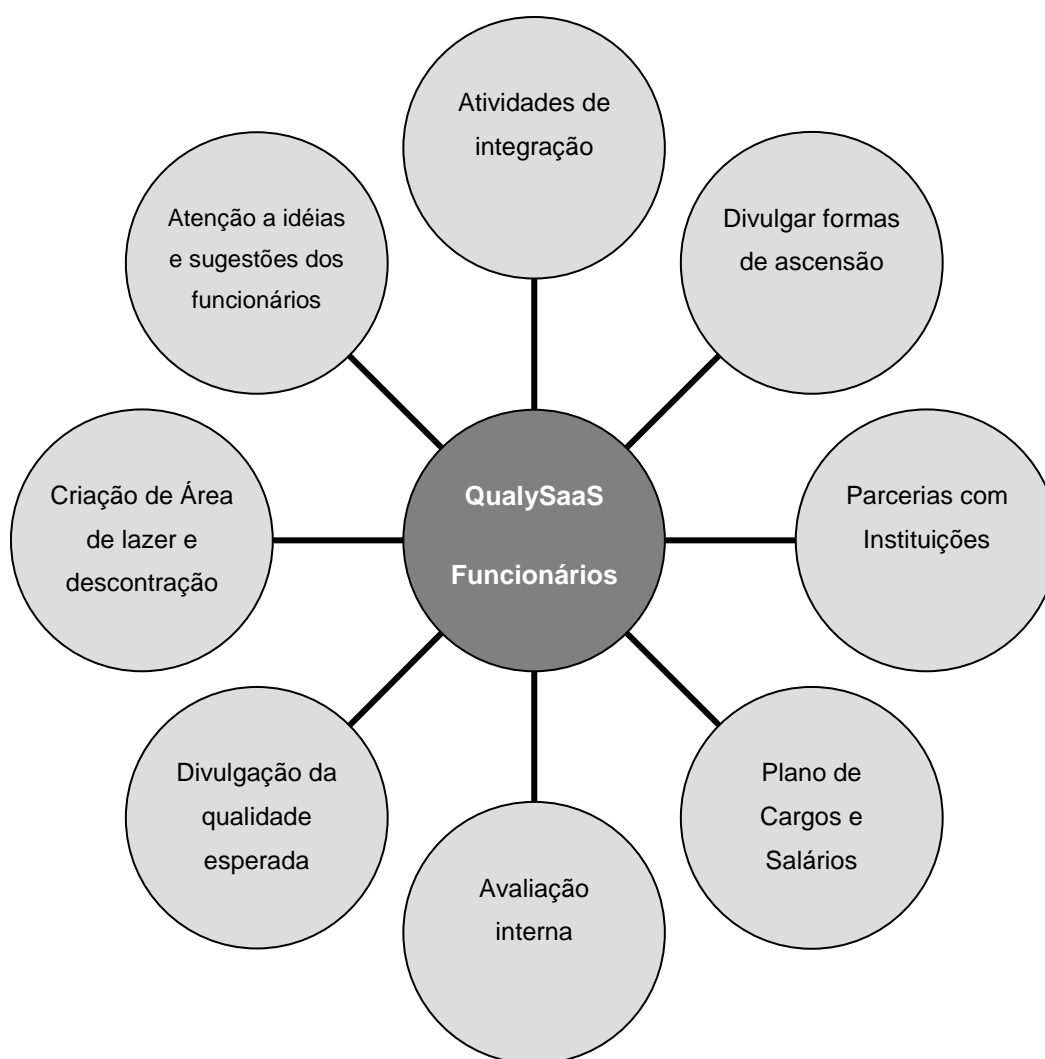 Atividades de
integração
Divulgar formas
de ascensão
Parcerias com
Instituições
Plano de
Cargos e
Salários
Avaliação
interna
Divulgação da
qualidade
esperada
Criação de Área
de lazer e
descontração
Atenção a idéias
e sugestões dos
funcionários
QualySaaS
Funcionários